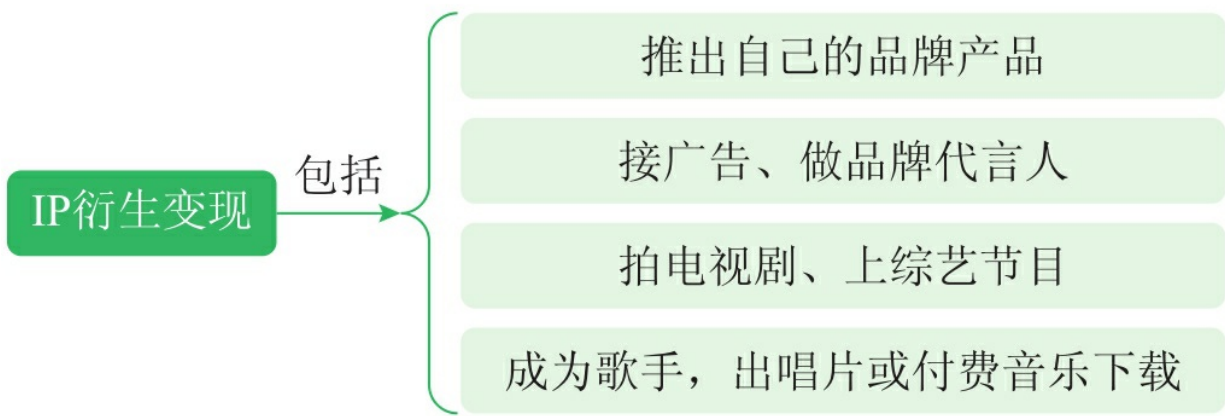 IP衍生变现
包括
推出自己的品牌产品
接广告、做品牌代言人
拍电视剧、上综艺节目
成为歌手，出唱片或付费音乐下载